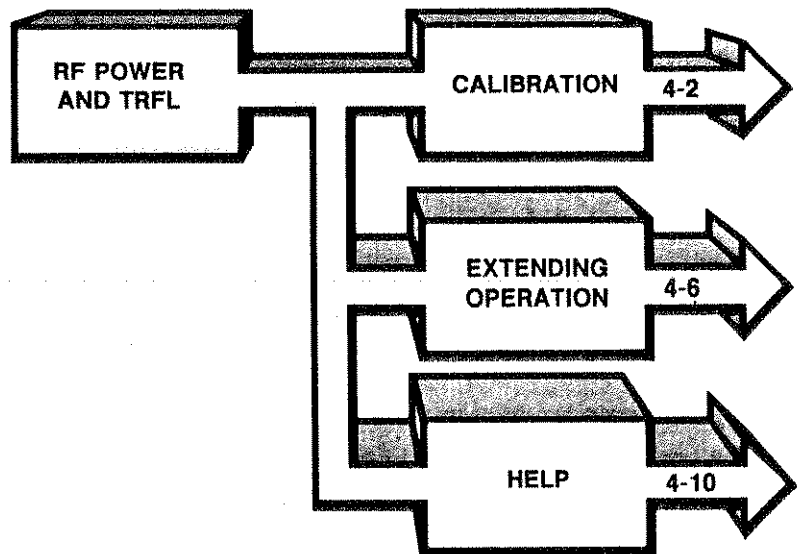 RF POWER
AND TRFL
CALIBRATION
4-2
EXTENDING
OPERATION
4-6
HELP
4-10